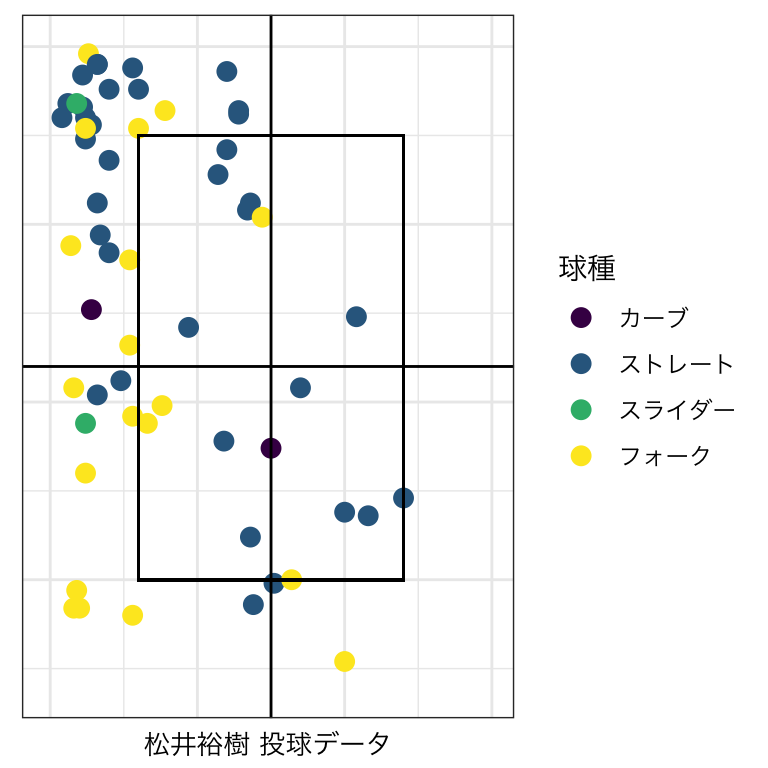 球種
カーブ
ストレート
スライダー
フォーク
松井裕樹 投球データ